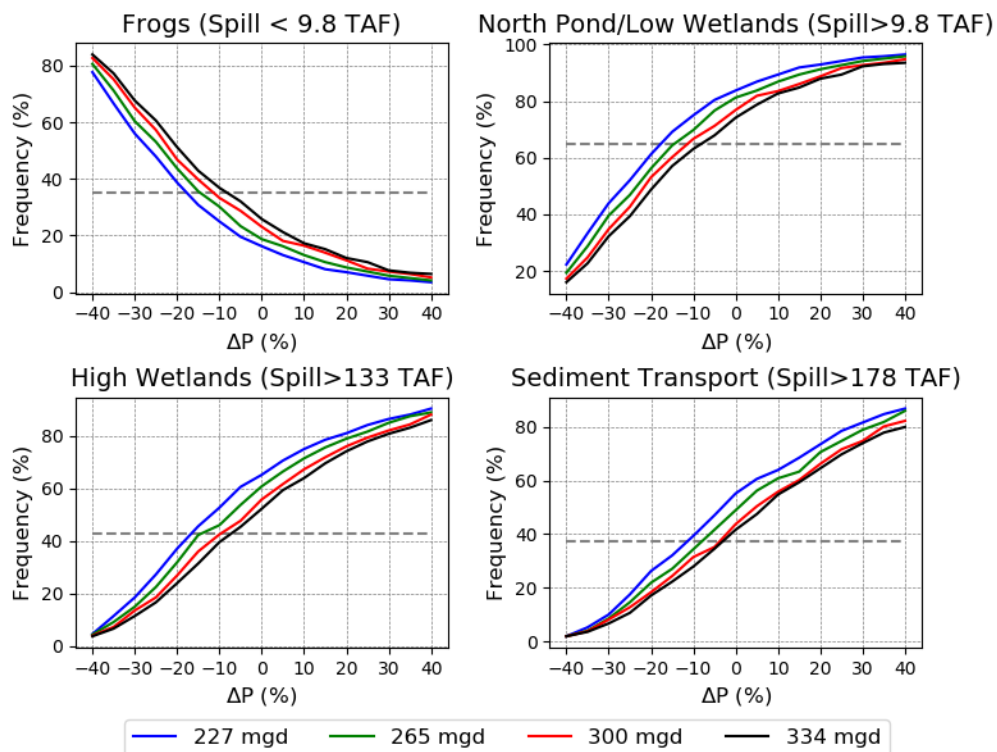 Frogs (Spill < 9.8 TAF)
Frequency (%)
80
60
40
20
0
−40 −30 −20 −10 0 10 20 30 40
ΔP (%)
North Pond/Low Wetlands (Spill>9.8 TAF)
Frequency (%)
100
80
60
40
20
−40 −30 −20 −10 0 10 20 30 40
ΔP (%)
High Wetlands (Spill>133 TAF)
Frequency (%)
80
60
40
20
0
−40 −30 −20 −10 0 10 20 30 40
ΔP (%)
Sediment Transport (Spill>178 TAF)
Frequency (%)
80
60
40
20
0
−40 −30 −20 −10 0 10 20 30 40
ΔP (%)
227 mgd 265 mgd 300 mgd 334 mgd